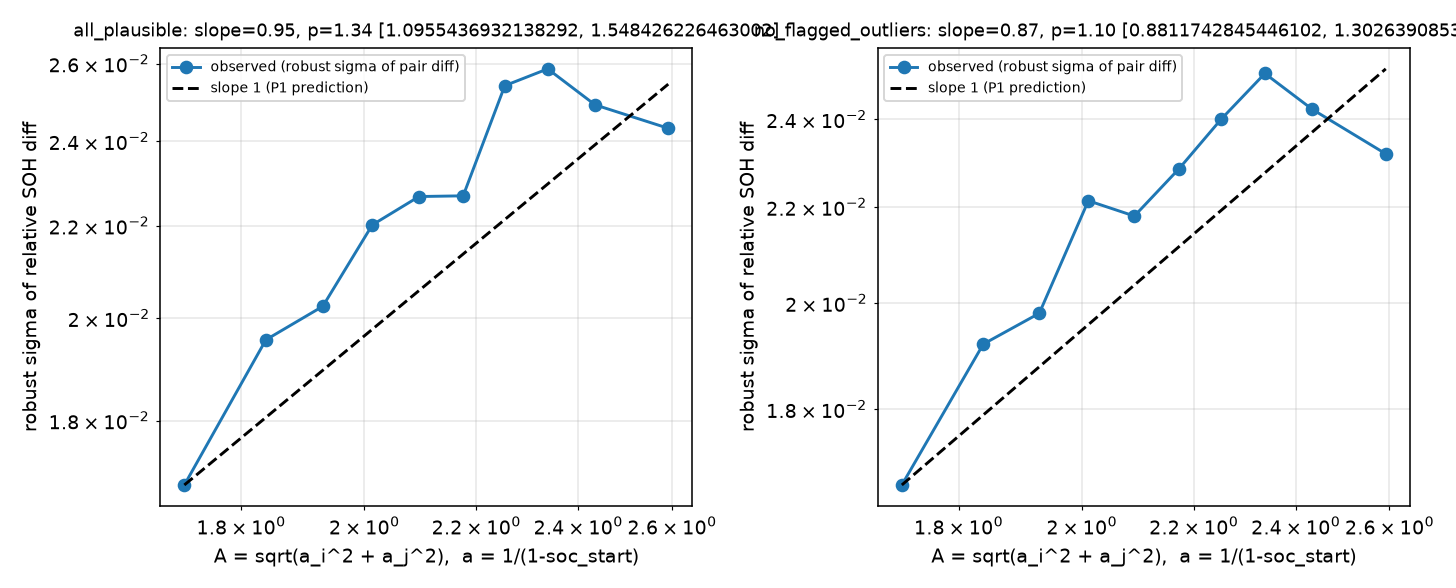 all_plausible: slope=0.95, p=1.34 [1.0955436932138292, 1.548426226463002]
no_flagged_outliers: slope=0.87, p=1.10 [0.8811742845446102, 1.3026390853
observed (robust sigma of pair diff)
slope 1 (P1 prediction)
observed (robust sigma of pair diff)
slope 1 (P1 prediction)
robust sigma of relative SOH diff
2.6 × 10⁻²
2.4 × 10⁻²
2.2 × 10⁻²
2 × 10⁻²
1.8 × 10⁻²
1.8 × 10⁰ 2 × 10⁰ 2.2 × 10⁰ 2.4 × 10⁰ 2.6 × 10⁰
A = sqrt(a_i^2 + a_j^2), a = 1/(1-soc_start)
robust sigma of relative SOH diff
2.4 × 10⁻²
2.2 × 10⁻²
2 × 10⁻²
1.8 × 10⁻²
1.8 × 10⁰ 2 × 10⁰ 2.2 × 10⁰ 2.4 × 10⁰ 2.6 × 10⁰
A = sqrt(a_i^2 + a_j^2), a = 1/(1-soc_start)